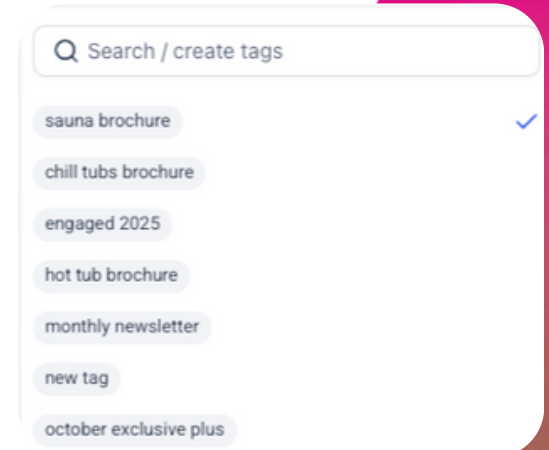 Search / create tags
sauna brochure
chill tubs brochure
engaged 2025
hot tub brochure
monthly newsletter
new tag
october exclusive plus